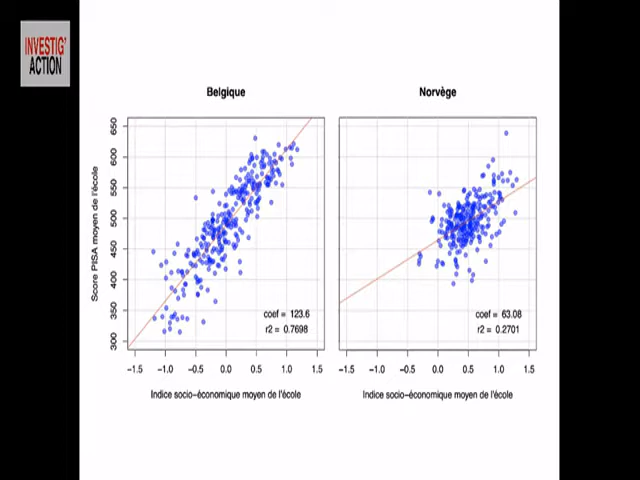 INVESTIG'
ACTION
Belgique
Norvège
Score PISA moyen de l'école
650
600
550
500
450
400
350
300
coef = 123.6
r2 = 0.7698
coef = 63.08
r2 = 0.2701
−1.5 −1.0 −0.5 0.0 0.5 1.0 1.5
−1.5 −1.0 −0.5 0.0 0.5 1.0 1.5
Indice socio−économique moyen de l'école
Indice socio−économique moyen de l'école